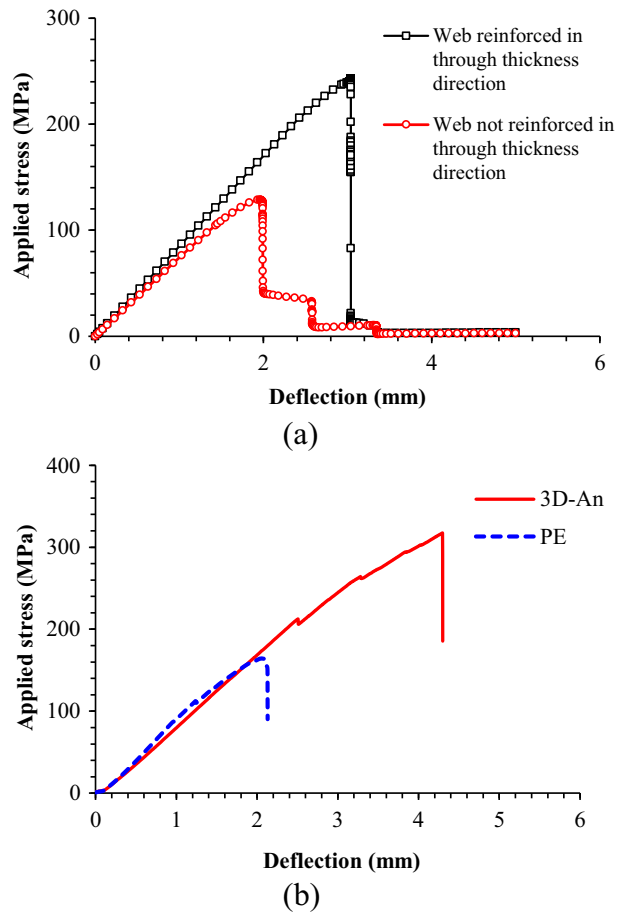 (a)
300
200
100
0
0
2
4
6
Applied stress (MPa)
Deflection (mm)
Web reinforced in
through thickness
direction
Web not reinforced in
through thickness
direction
(a)
400
300
200
100
0
0
1
2
3
4
5
6
Applied stress (MPa)
Deflection (mm)
3D-An
PE
(b)